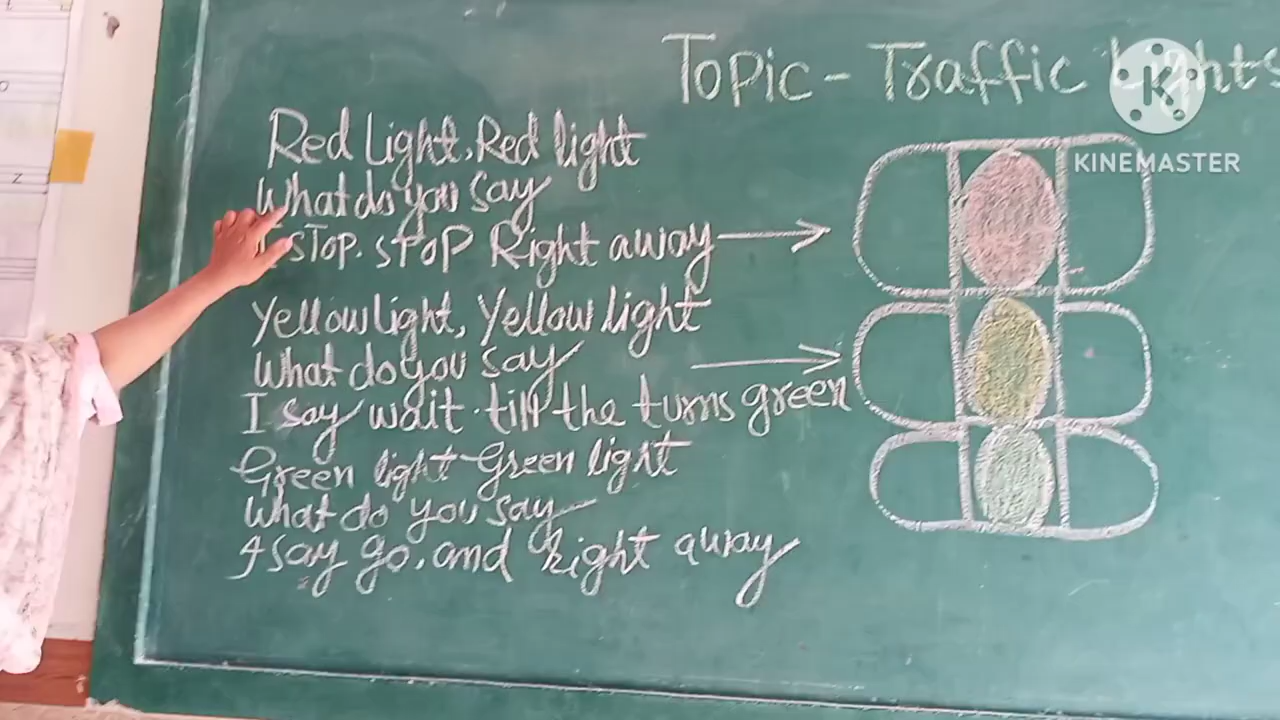 Topic - Traffic Lights
KINEMASTER
Red Light, Red light
What do you say
STOP. STOP Right away
Yellow light, Yellow light
What do you say
I say wait till the turns green
Green light - Green light
What do you say
I say go. and Right away
z